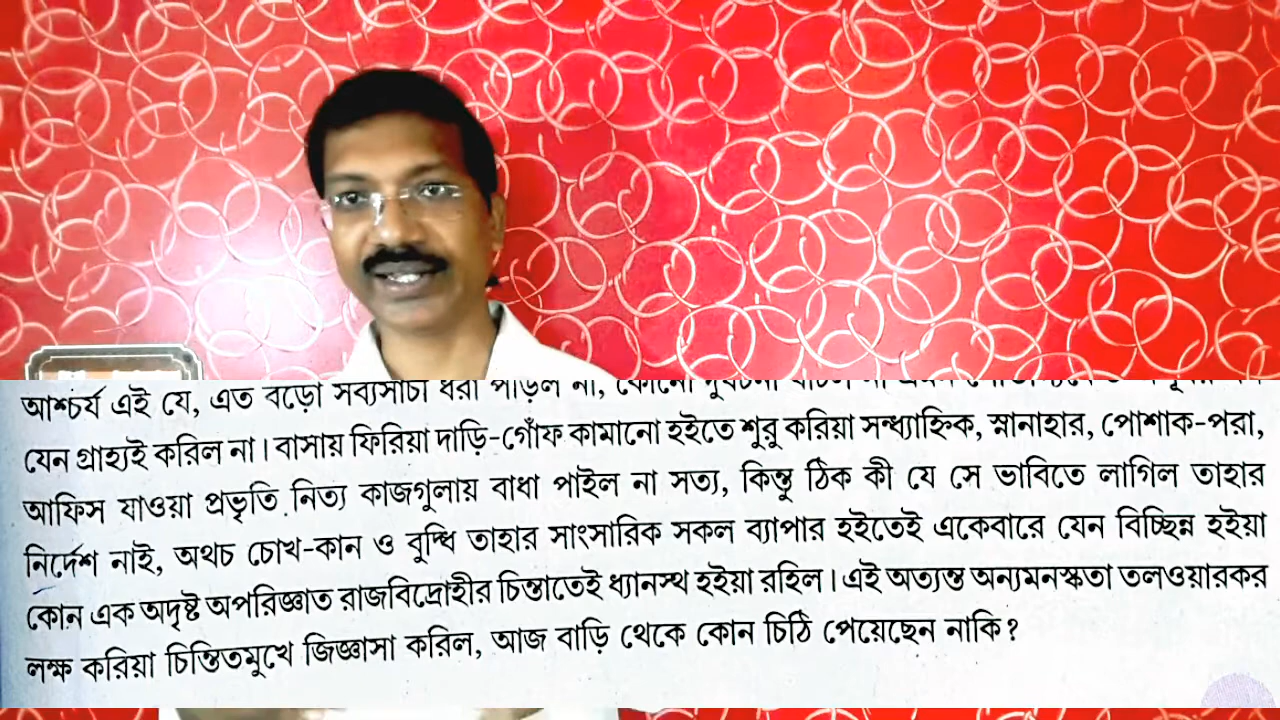 আশ্চর্য এই যে, এত বড়ো সব্যসাচী ধরা পড়িল না, কোনো
যেন গ্রাহ্যই করিল না। বাসায় ফিরিয়া দাড়ি-গোঁফ কামানো হইতে শুরু করিয়া সন্ধ্যাহ্নিক, স্নানাহার, পোশাক-পরা,
আফিস যাওয়া প্রভৃতি নিত্য কাজগুলায় বাধা পাইল না সত্য, কিন্তু ঠিক কী যে সে ভাবিতে লাগিল তাহার
নির্দেশ নাই, অথচ চোখ-কান ও বুদ্ধি তাহার সাংসারিক সকল ব্যাপার হইতেই একেবারে যেন বিচ্ছিন্ন হইয়া
কোন এক অদৃষ্ট অপরিজ্ঞাত রাজবিদ্রোহীর চিন্তাতেই ধ্যানস্থ হইয়া রহিল। এই অত্যন্ত অন্যমনস্কতা তলওয়ারকর
লক্ষ করিয়া চিন্তিতমুখে জিজ্ঞাসা করিল, আজ বাড়ি থেকে কোন চিঠি পেয়েছেন নাকি?